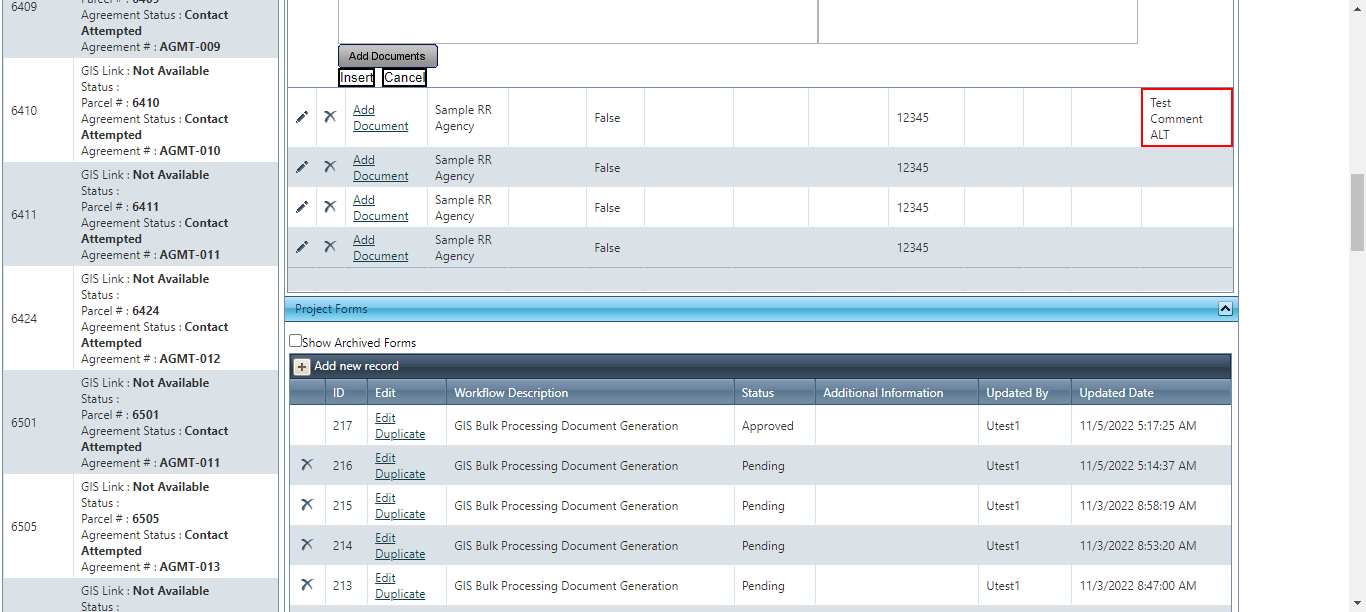 6409
Parcel # : 6409
Agreement Status : Contact
Attempted
Agreement # : AGMT-009
6410
GIS Link : Not Available
Status :
Parcel # : 6410
Agreement Status : Contact
Attempted
Agreement # : AGMT-010
6411
GIS Link : Not Available
Status :
Parcel # : 6411
Agreement Status : Contact
Attempted
Agreement # : AGMT-011
6424
GIS Link : Not Available
Status :
Parcel # : 6424
Agreement Status : Contact
Attempted
Agreement # : AGMT-012
6501
GIS Link : Not Available
Status :
Parcel # : 6501
Agreement Status : Contact
Attempted
Agreement # : AGMT-011
6505
GIS Link : Not Available
Status :
Parcel # : 6505
Agreement Status : Contact
Attempted
Agreement # : AGMT-013
GIS Link : Not Available
Status :
Add Documents
Insert Cancel
Add Document Sample RR Agency False 12345 Test Comment ALT
Add Document Sample RR Agency False 12345
Add Document Sample RR Agency False 12345
Add Document Sample RR Agency False 12345
Project Forms
Show Archived Forms
+ Add new record
ID Edit Workflow Description Status Additional Information Updated By Updated Date
217 Edit Duplicate GIS Bulk Processing Document Generation Approved Utest1 11/5/2022 5:17:25 AM
216 Edit Duplicate GIS Bulk Processing Document Generation Pending Utest1 11/5/2022 5:14:37 AM
215 Edit Duplicate GIS Bulk Processing Document Generation Pending Utest1 11/3/2022 8:58:19 AM
214 Edit Duplicate GIS Bulk Processing Document Generation Pending Utest1 11/3/2022 8:53:20 AM
213 Edit Duplicate GIS Bulk Processing Document Generation Pending Utest1 11/3/2022 8:47:00 AM